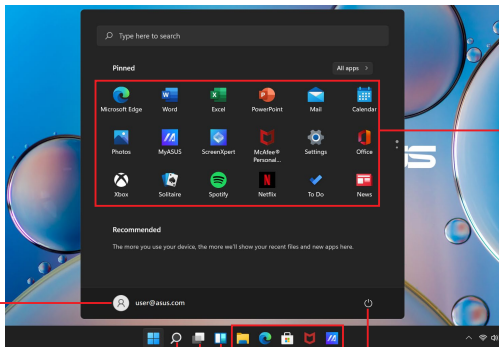 Type here to search
Pinned
All apps >
Microsoft Edge
Word
Excel
PowerPoint
Mail
Calendar
Photos
MyASUS
ScreenXpert
McAfee®
Personal...
Settings
Office
Xbox
Solitaire
Spotify
Netflix
To Do
News
Recommended
The more you use your device, the more we'll show your recent files and new apps here.
user@asus.com